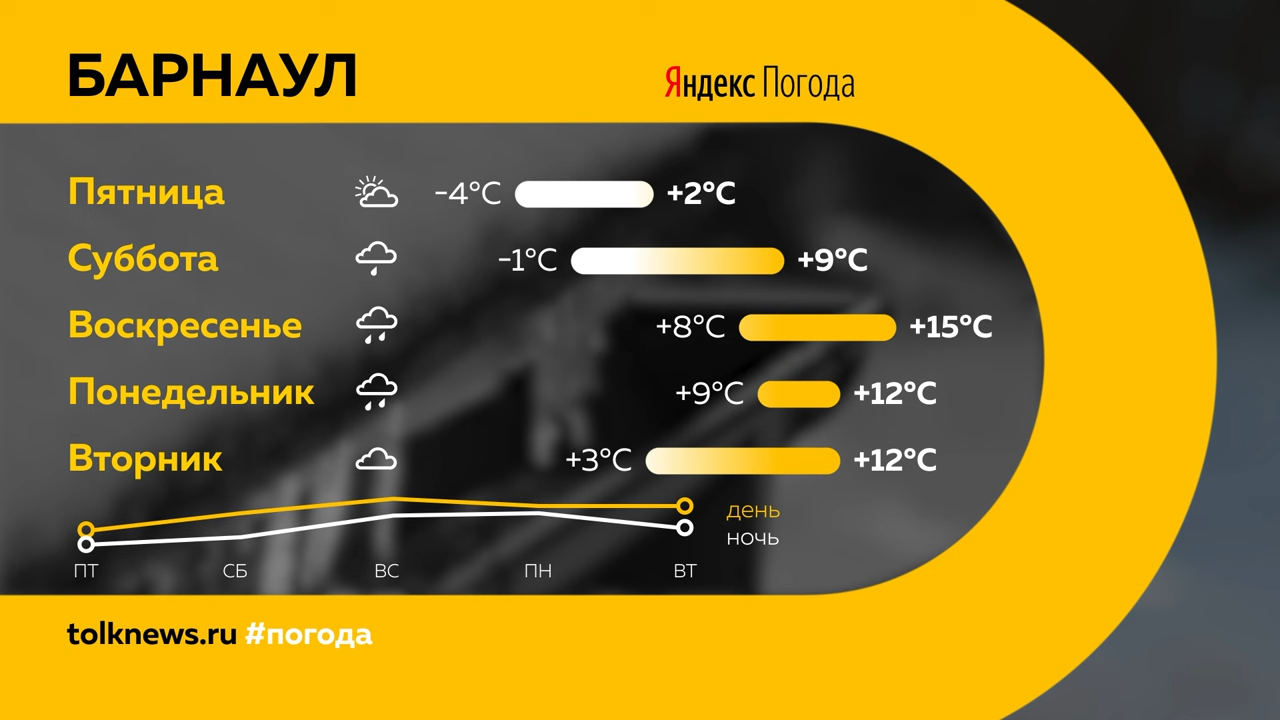 БАРНАУЛ
Яндекс Погода
Пятница -4°C +2°C
Суббота -1°C +9°C
Воскресенье +8°C +15°C
Понедельник +9°C +12°C
Вторник +3°C +12°C
день
ночь
ПТ СБ ВС ПН ВТ
tolknews.ru #погода